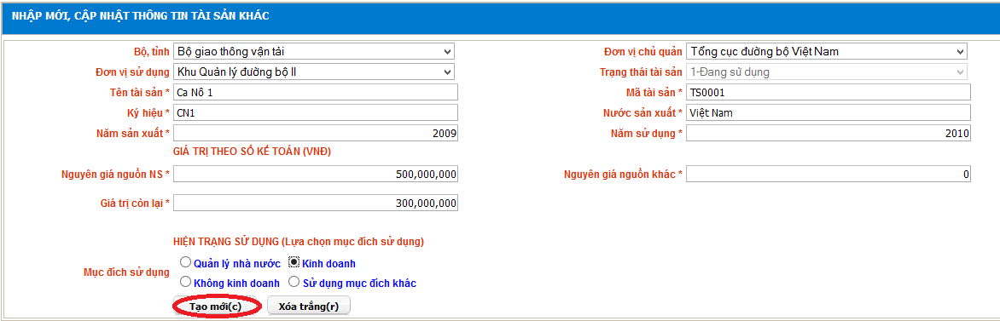 NHẬP MỚI, CẬP NHẬT THÔNG TIN TÀI SẢN KHÁC
Bộ, tỉnh Bộ giao thông vận tải Đơn vị chủ quản Tổng cục đường bộ Việt Nam
Đơn vị sử dụng Khu Quản lý đường bộ II Trạng thái tài sản 1-Đang sử dụng
Tên tài sản * Ca Nô 1 Mã tài sản * TS0001
Ký hiệu * CN1 Nước sản xuất * Việt Nam
Năm sản xuất * 2009 Năm sử dụng * 2010
GIÁ TRỊ THEO SỔ KẾ TOÁN (VNĐ)
Nguyên giá nguồn NS * 500,000,000 Nguyên giá nguồn khác * 0
Giá trị còn lại * 300,000,000
HIỆN TRẠNG SỬ DỤNG (Lựa chọn mục đích sử dụng)
Mục đích sử dụng
Quản lý nhà nước Kinh doanh
Không kinh doanh Sử dụng mục đích khác
Tạo mới(c) Xóa trắng(r)